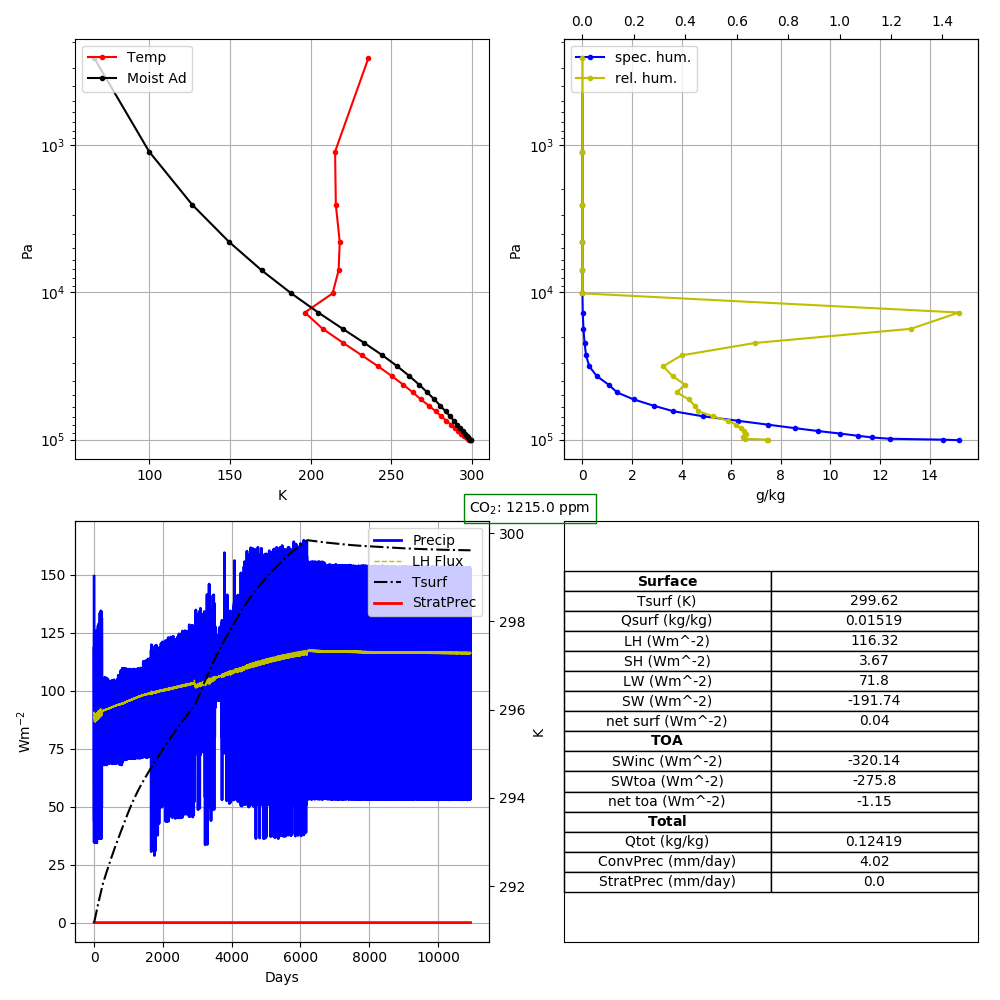 0.0 0.2 0.4 0.6 0.8 1.0 1.2 1.4
Temp
Moist Ad
10^3
10^4
10^5
Pa
100 150 200 250 300
K
spec. hum.
rel. hum.
10^3
10^4
10^5
Pa
0 2 4 6 8 10 12 14
g/kg
CO₂: 1215.0 ppm
Precip
LH Flux
Tsurf
StratPrec
150
125
100
75
50
25
0
Wm⁻²
300
298
296
294
292
K
0 2000 4000 6000 8000 10000
Days
Surface
Tsurf (K) 299.62
Qsurf (kg/kg) 0.01519
LH (Wm^-2) 116.32
SH (Wm^-2) 3.67
LW (Wm^-2) 71.8
SW (Wm^-2) -191.74
net surf (Wm^-2) 0.04
TOA
SWinc (Wm^-2) -320.14
SWtoa (Wm^-2) -275.8
net toa (Wm^-2) -1.15
Total
Qtot (kg/kg) 0.12419
ConvPrec (mm/day) 4.02
StratPrec (mm/day) 0.0